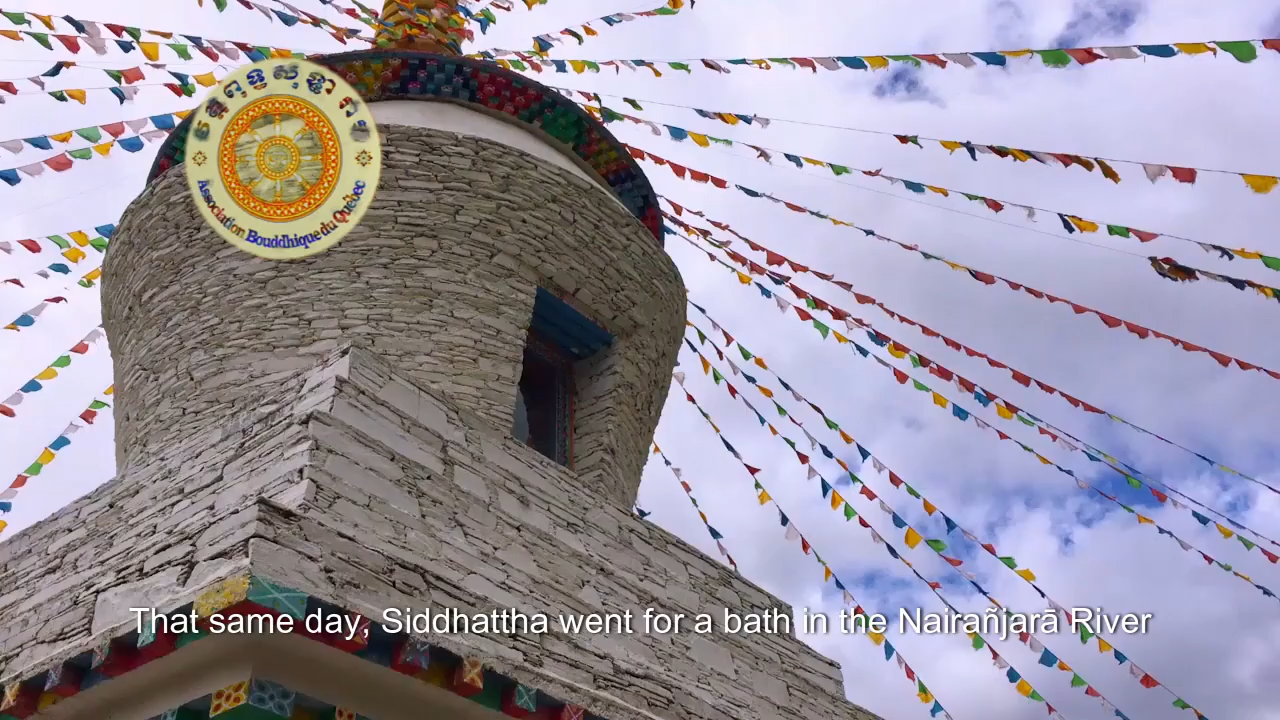 Association Bouddhique du Québec
That same day, Siddhattha went for a bath in the Nairañjarā River